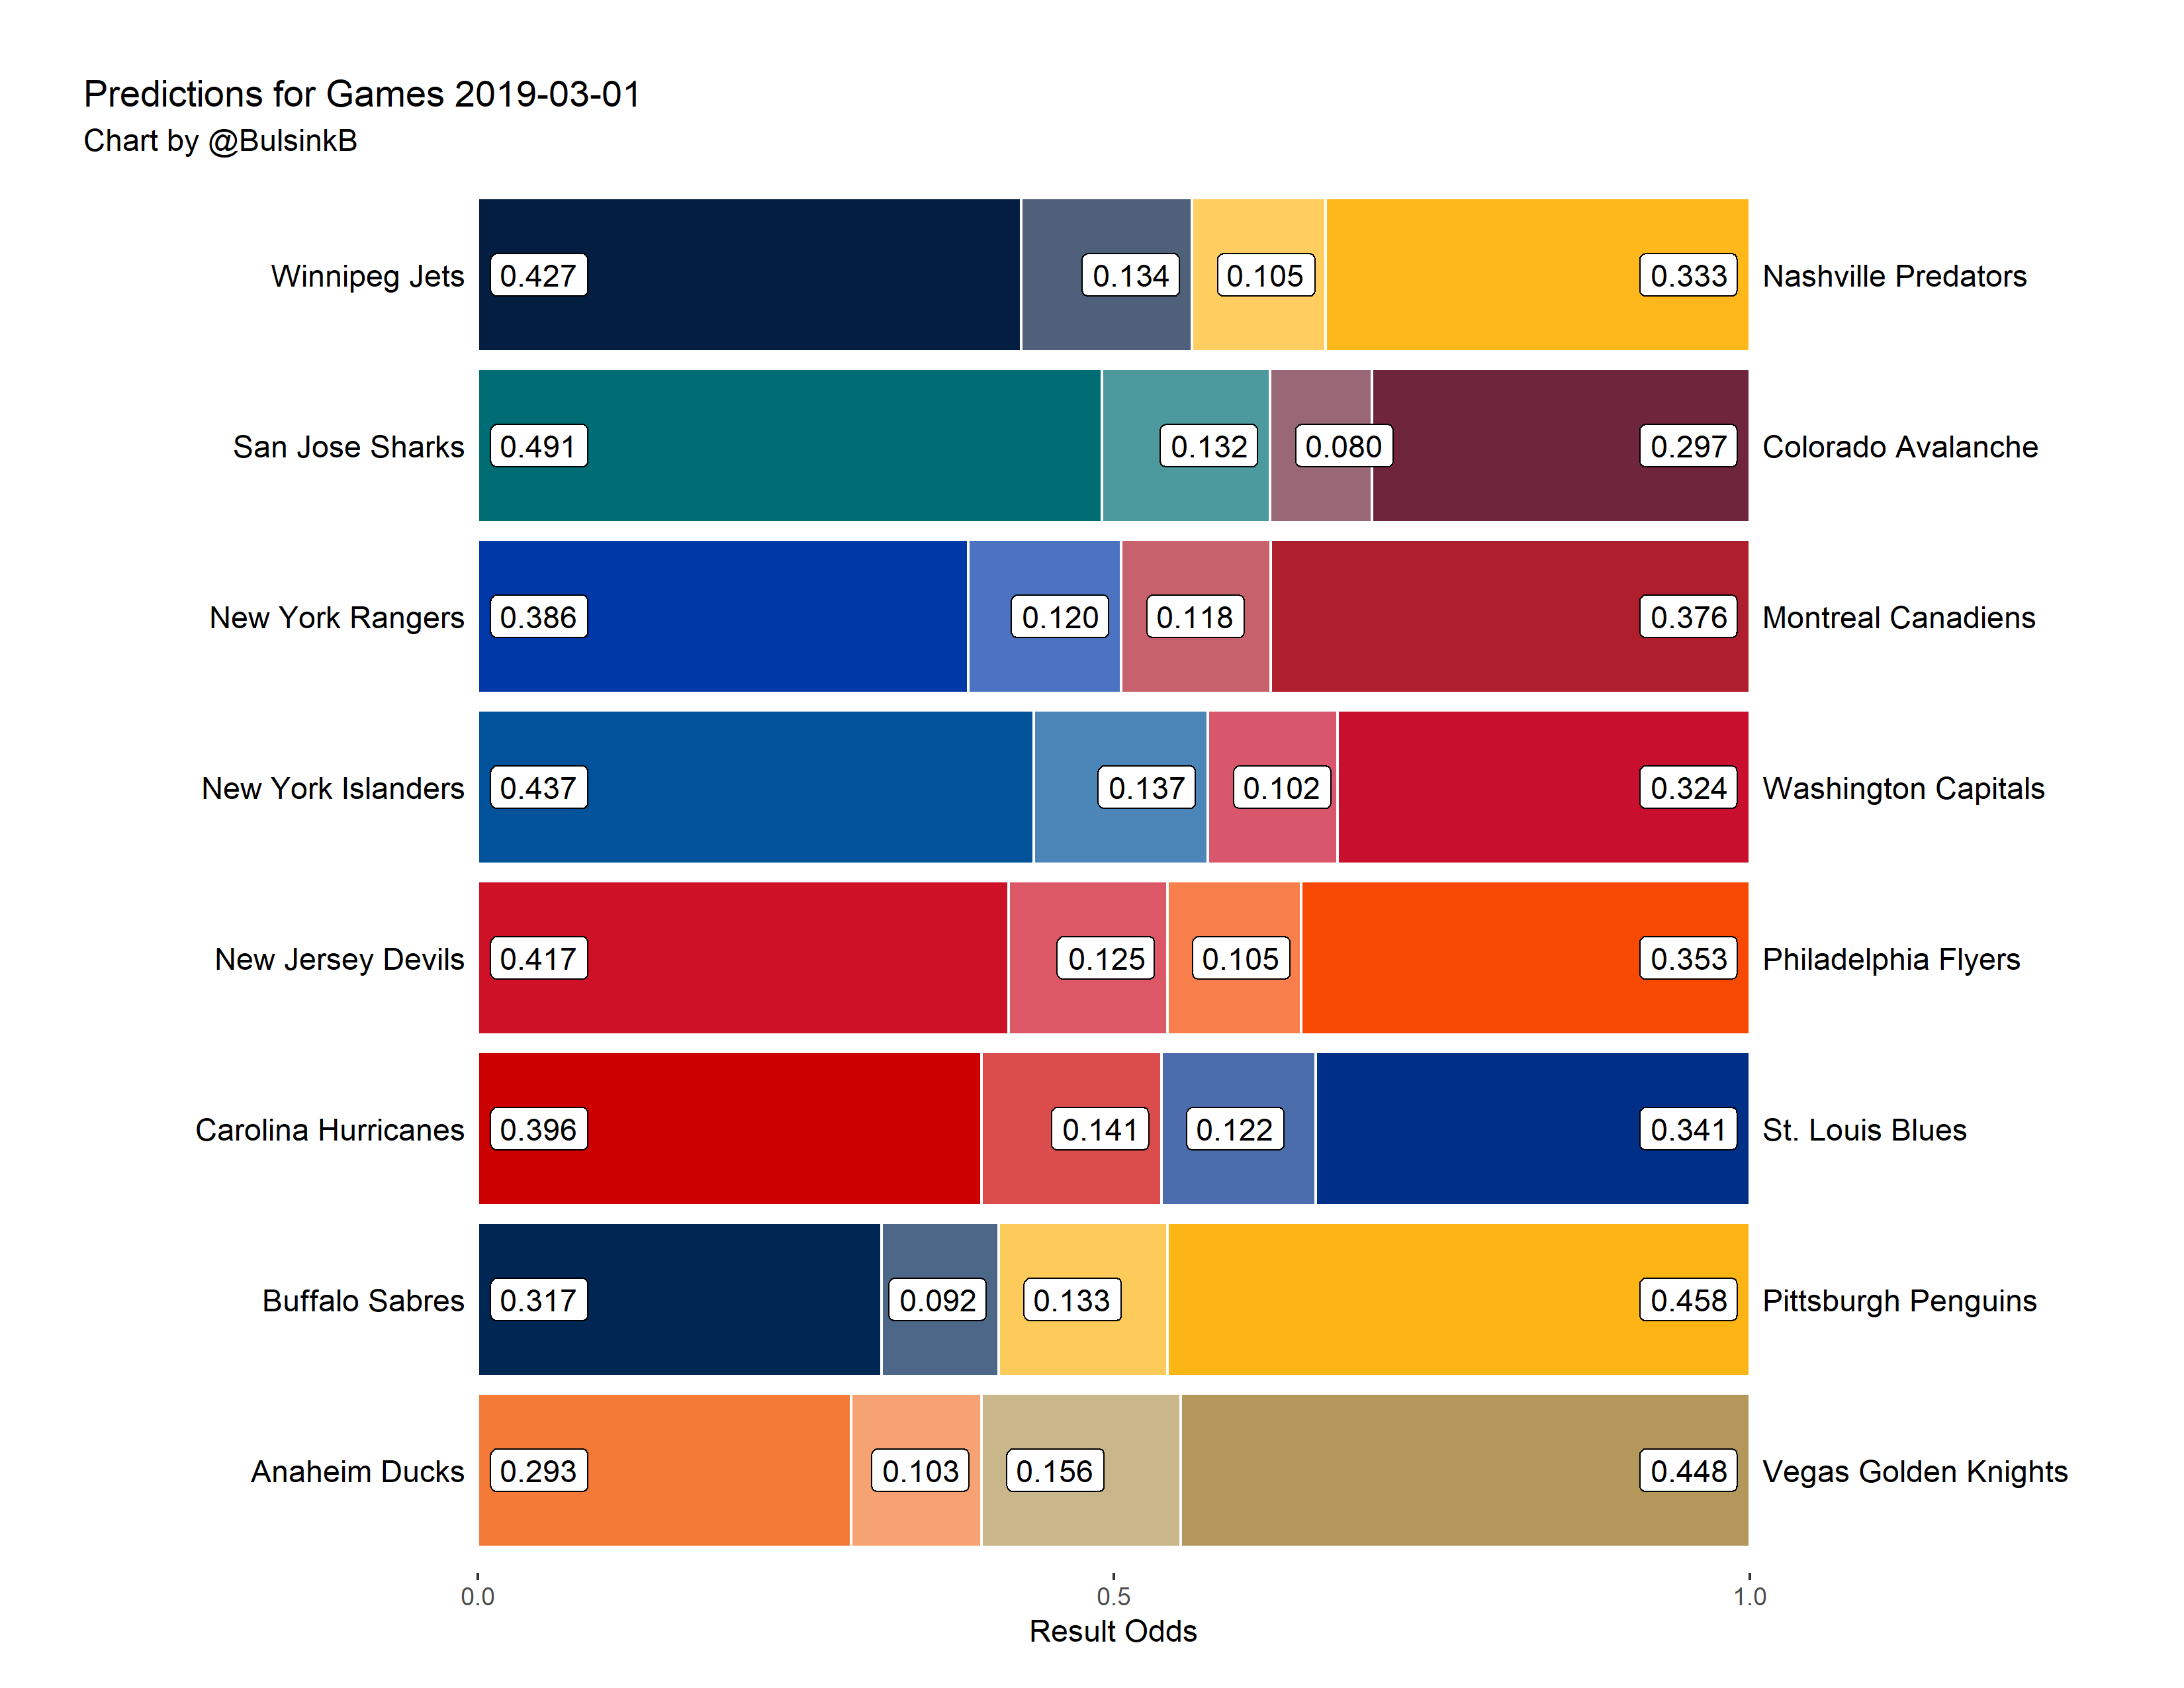 Predictions for Games 2019-03-01
Chart by @BulsinkB
Winnipeg Jets 0.427 0.134 0.105 0.333 Nashville Predators
San Jose Sharks 0.491 0.132 0.080 0.297 Colorado Avalanche
New York Rangers 0.386 0.120 0.118 0.376 Montreal Canadiens
New York Islanders 0.437 0.137 0.102 0.324 Washington Capitals
New Jersey Devils 0.417 0.125 0.105 0.353 Philadelphia Flyers
Carolina Hurricanes 0.396 0.141 0.122 0.341 St. Louis Blues
Buffalo Sabres 0.317 0.092 0.133 0.458 Pittsburgh Penguins
Anaheim Ducks 0.293 0.103 0.156 0.448 Vegas Golden Knights
0.0 0.5 1.0
Result Odds